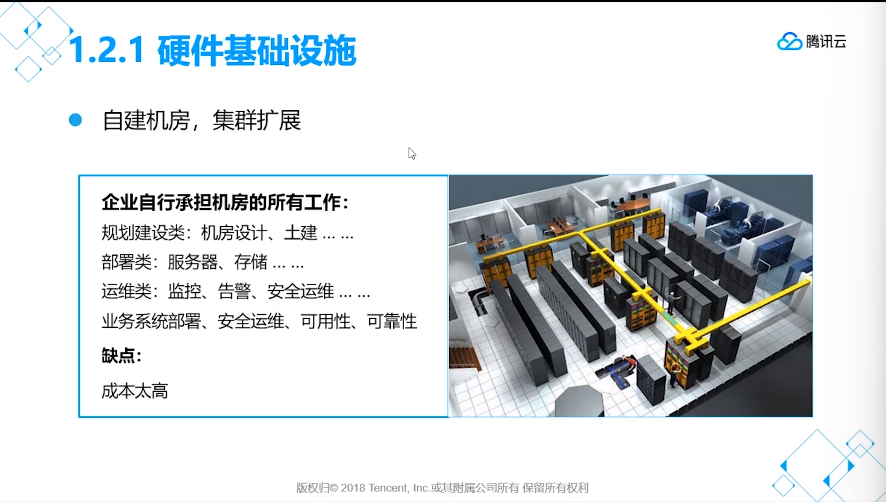 1.2.1 硬件基础设施
腾讯云
自建机房，集群扩展
企业自行承担机房的所有工作：
规划建设类：机房设计、土建 ... ...
部署类：服务器、存储 ... ...
运维类：监控、告警、安全运维 ... ...
业务系统部署、安全运维、可用性、可靠性
缺点：
成本太高
版权归© 2018 Tencent, Inc.或其附属公司所有 保留所有权利